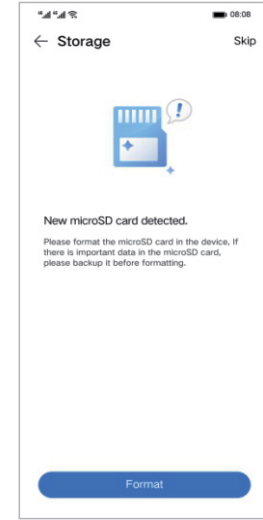 08:08
← Storage
Skip
New microSD card detected.
Please format the microSD card in the device, If
there is important data in the microSD card,
please backup it before formatting.
Format